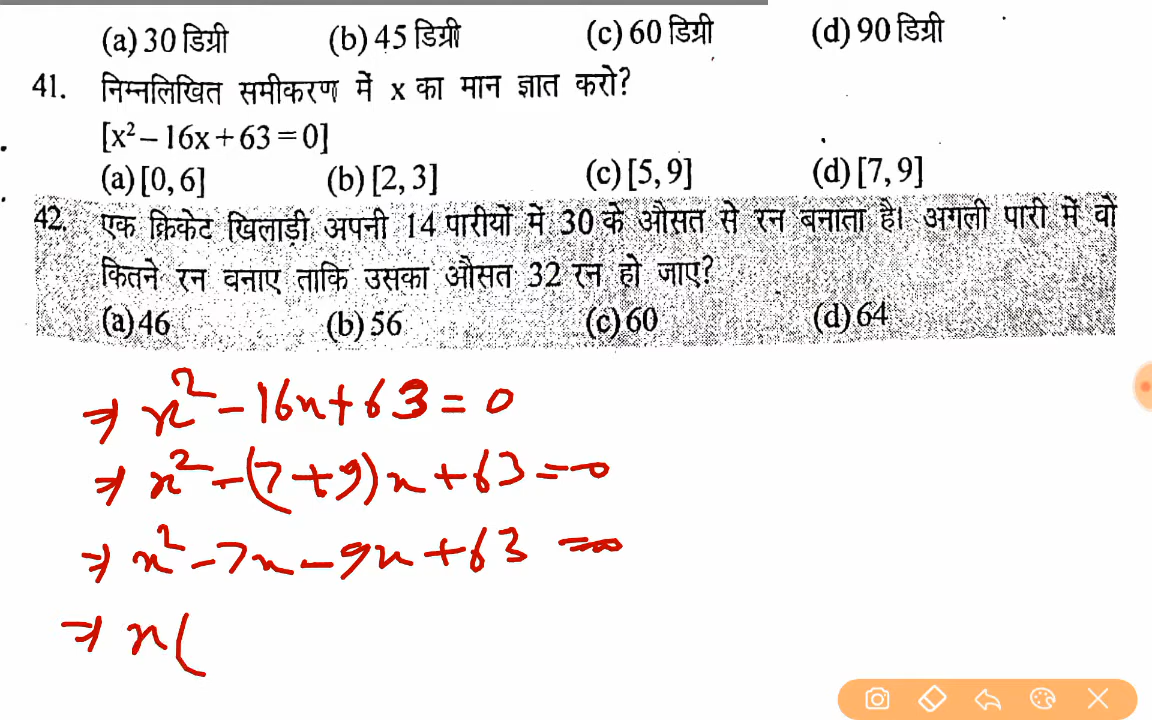 (a) 30 डिग्री (b) 45 डिग्री (c) 60 डिग्री (d) 90 डिग्री
41. निम्नलिखित समीकरण में x का मान ज्ञात करो?
[x² – 16x + 63 = 0]
(a) [0, 6] (b) [2, 3] (c) [5, 9] (d) [7, 9]
42. एक क्रिकेट खिलाड़ी अपनी 14 पारीयों में 30 के औसत से रन बनाता है। अगली पारी में वो
कितने रन बनाए ताकि उसका औसत 32 रन हो जाए?
(a) 46 (b) 56 (c) 60 (d) 64
⇒ x² – 16x + 63 = 0
⇒ x² – (7 + 9)x + 63 = 0
⇒ x² – 7x – 9x + 63 = 0
⇒ x(